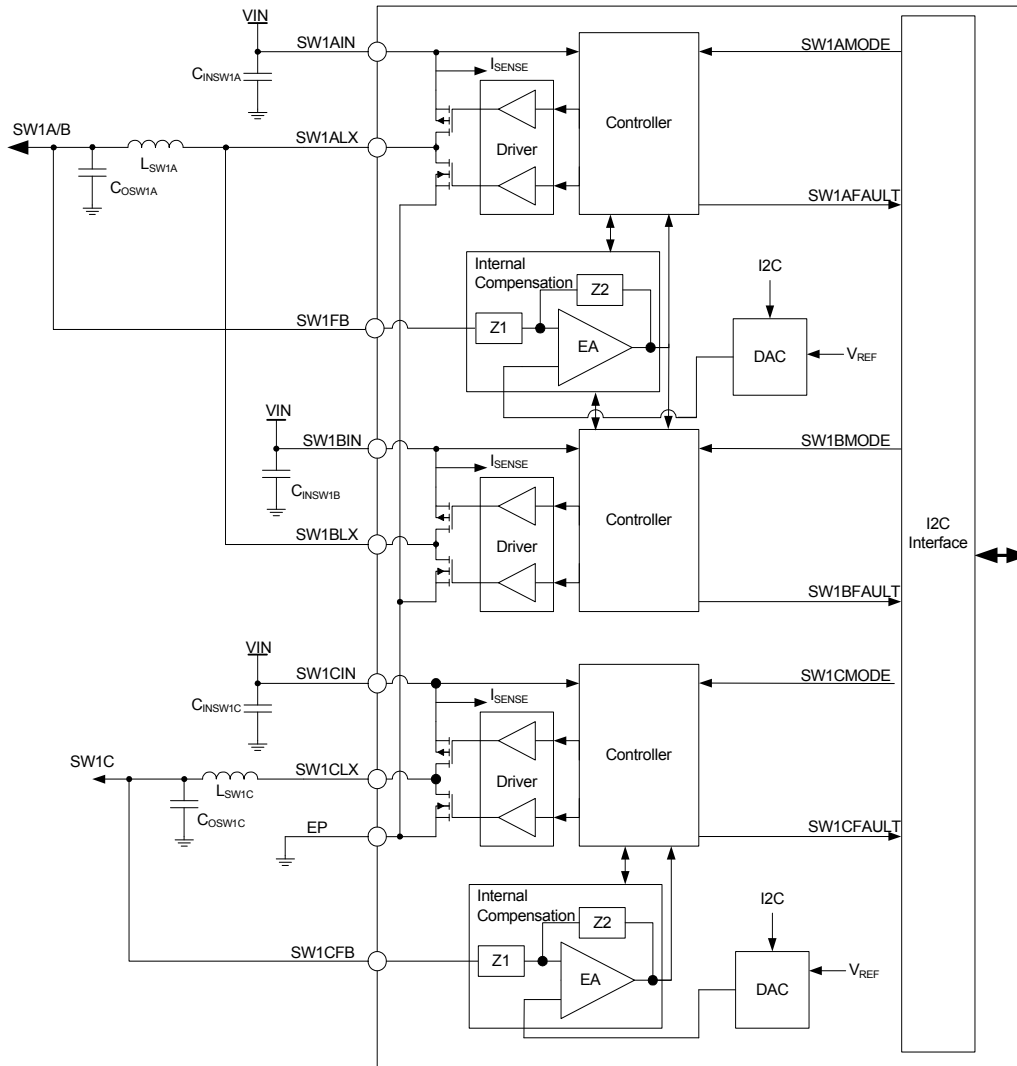 VIN
SW1AIN
SW1AMODE
CINSW1A
ISENSE
Controller
SW1A/B
SW1ALX
Driver
LSW1A
COSW1A
SW1AFAULT
Internal
Compensation
Z2
I2C
SW1FB
Z1
EA
DAC
VREF
VIN
SW1BIN
SW1BMODE
ISENSE
CINSW1B
Controller
I2C
Interface
SW1BLX
Driver
SW1BFAULT
VIN
SW1CIN
SW1CMODE
CINSW1C
ISENSE
Controller
SW1C
SW1CLX
Driver
LSW1C
COSW1C
EP
SW1CFAULT
Internal
Compensation
Z2
I2C
SW1CFB
Z1
EA
DAC
VREF